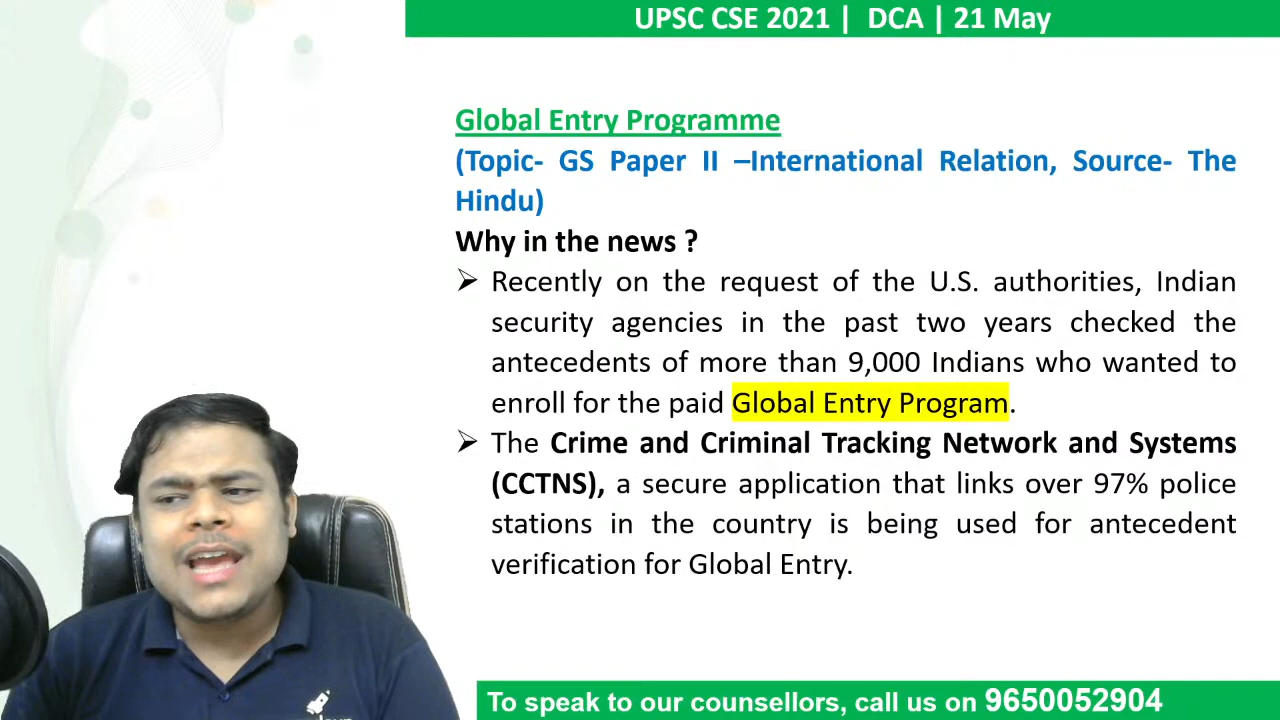 UPSC CSE 2021 | DCA | 21 May
Global Entry Programme
(Topic- GS Paper II –International Relation, Source- The
Hindu)
Why in the news ?
➢ Recently on the request of the U.S. authorities, Indian
security agencies in the past two years checked the
antecedents of more than 9,000 Indians who wanted to
enroll for the paid Global Entry Program.
➢ The Crime and Criminal Tracking Network and Systems
(CCTNS), a secure application that links over 97% police
stations in the country is being used for antecedent
verification for Global Entry.
To speak to our counsellors, call us on 9650052904